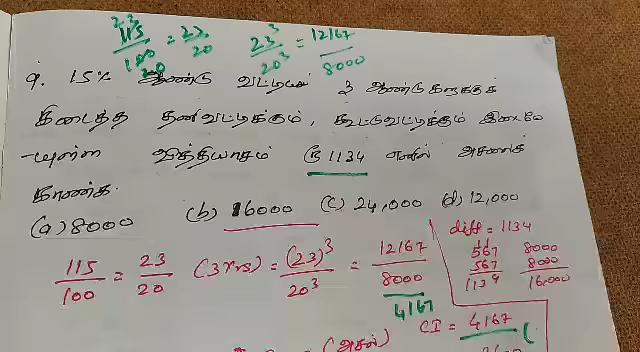 115/100 = 23/20 23³/20³ = 12167/8000
9. 15% ஆண்டு வட்டியில் 3 ஆண்டுகளுக்குக்
கிடைத்த தனிவட்டிக்கும், கூட்டுவட்டிக்கும் இடையே
-யுள்ள வித்தியாசம் ரூ 1134 எனில் அசலைக்
காண்க.
(a) 8000 (b) 16000 (c) 24,000 (d) 12,000
diff = 1134
115/100 = 23/20 (3 yrs) = (23)³/20³ = 12167/8000
4167
567 8000
567 8000
1134 16,000
(அசல்) CI = 4167